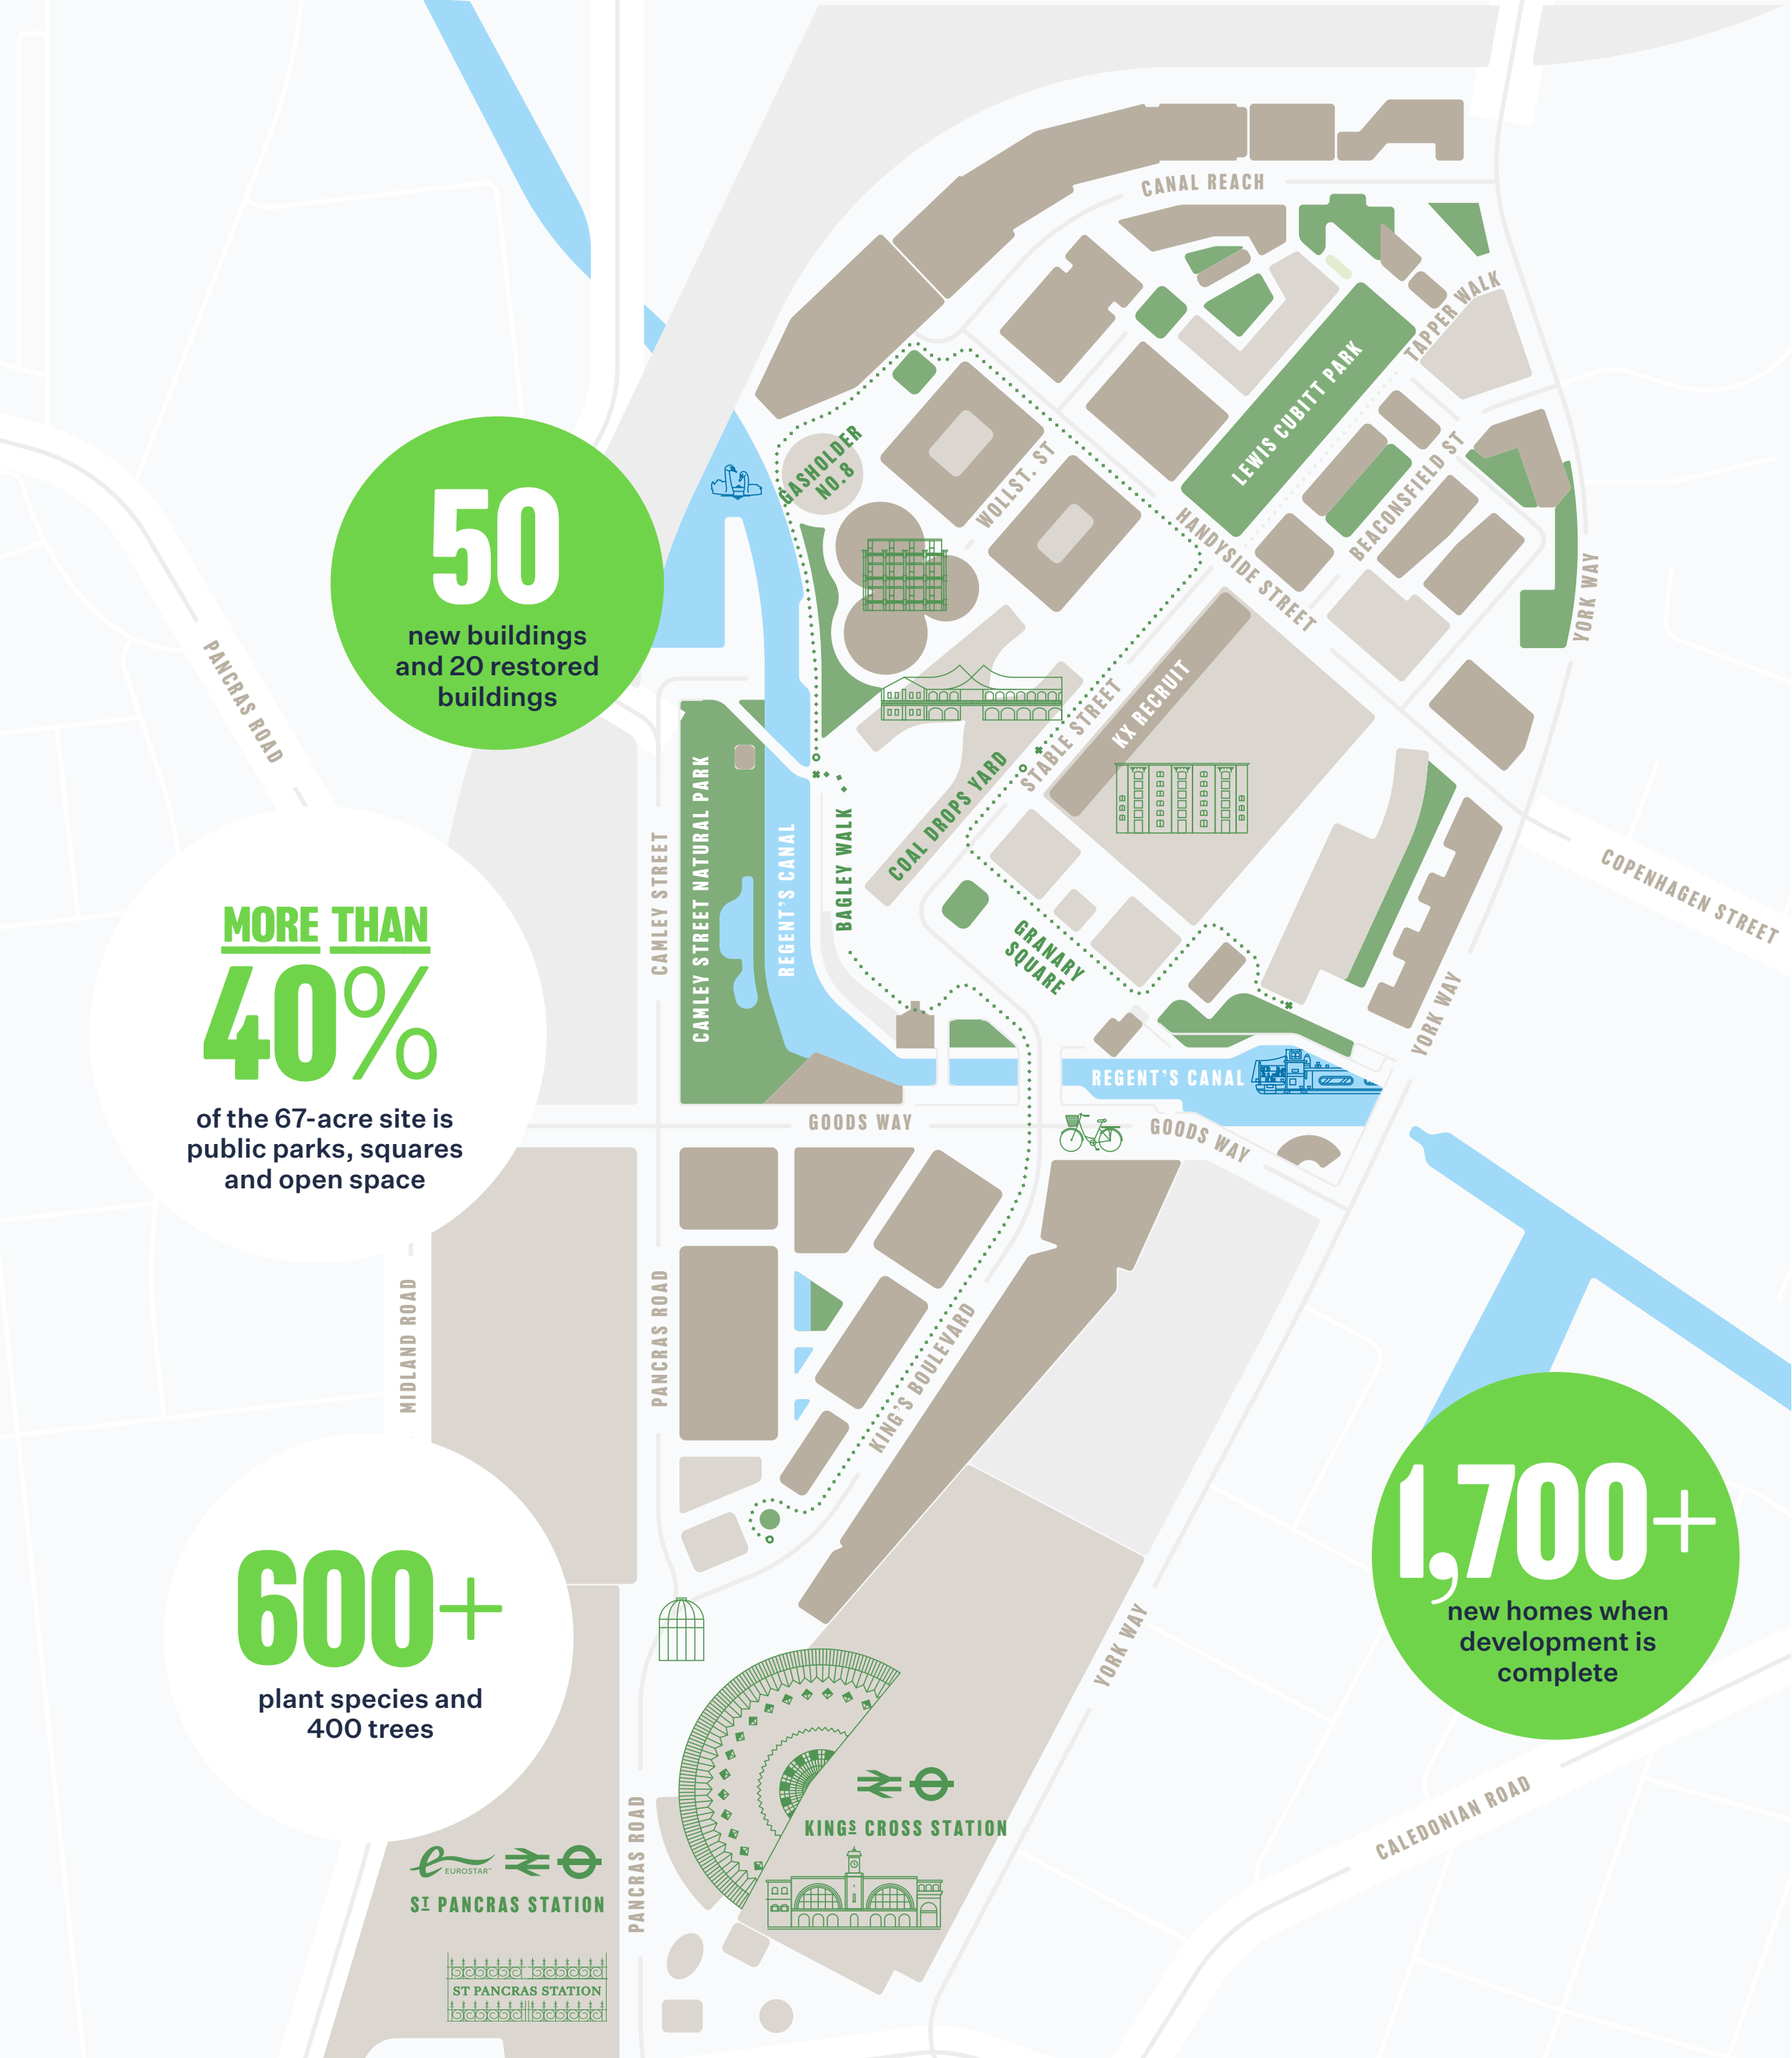 CANAL REACH
TAPPER WALK
LEWIS CUBITT PARK
GASHOLDER
NO.8
WOLLST. ST
BEACONSFIELD ST
HANDYSIDE STREET
YORK WAY
50
new buildings
and 20 restored
buildings
PANCRAS ROAD
KX RECRUIT
STABLE STREET
COAL DROPS YARD
BAGLEY WALK
CAMLEY STREET
CAMLEY STREET NATURAL PARK
REGENT'S CANAL
COPENHAGEN STREET
GRANARY
SQUARE
YORK WAY
MORE THAN
40%
of the 67-acre site is
public parks, squares
and open space
REGENT'S CANAL
GOODS WAY
GOODS WAY
MIDLAND ROAD
PANCRAS ROAD
KING'S BOULEVARD
1,700+
new homes when
development is
complete
600+
plant species and
400 trees
YORK WAY
CALEDONIAN ROAD
PANCRAS ROAD
KINGS CROSS STATION
e EUROSTAR™
ST PANCRAS STATION
ST PANCRAS STATION